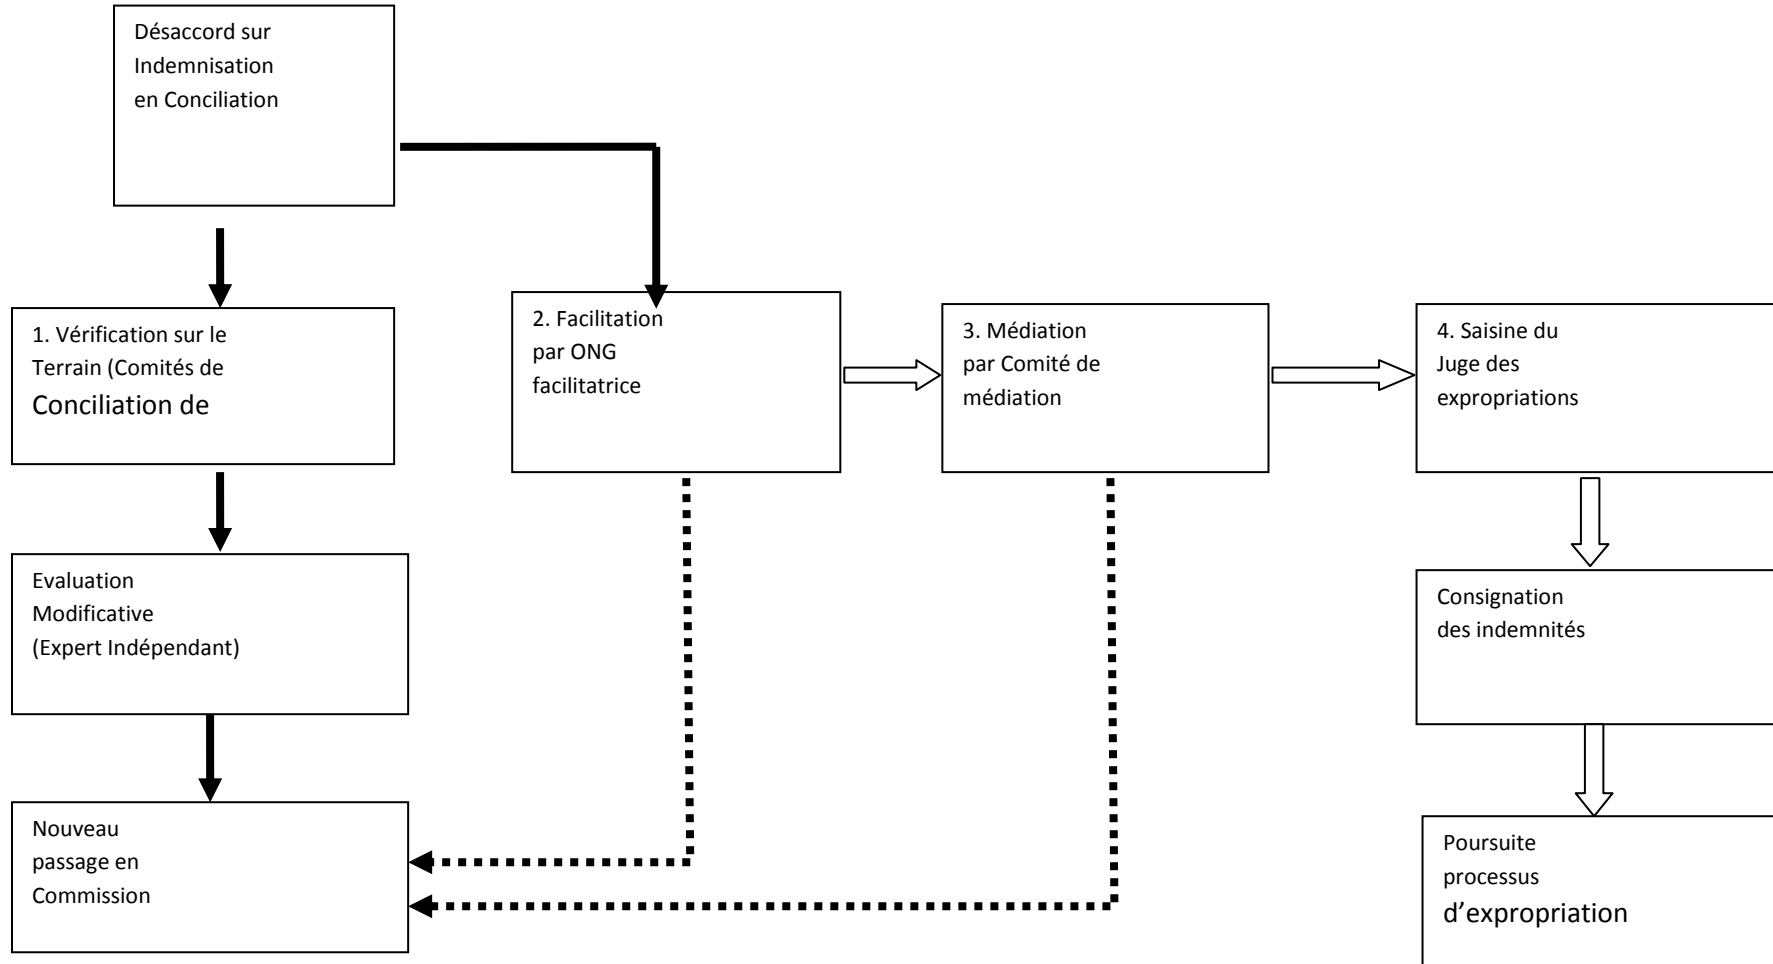 Désaccord sur
Indemnisation
en Conciliation
1. Vérification sur le
Terrain (Comités de
Conciliation de
2. Facilitation
par ONG
facilitatrice
3. Médiation
par Comité de
médiation
4. Saisine du
Juge des
expropriations
Evaluation
Modificative
(Expert Indépendant)
Consignation
des indemnités
Nouveau
passage en
Commission
Poursuite
processus
d’expropriation